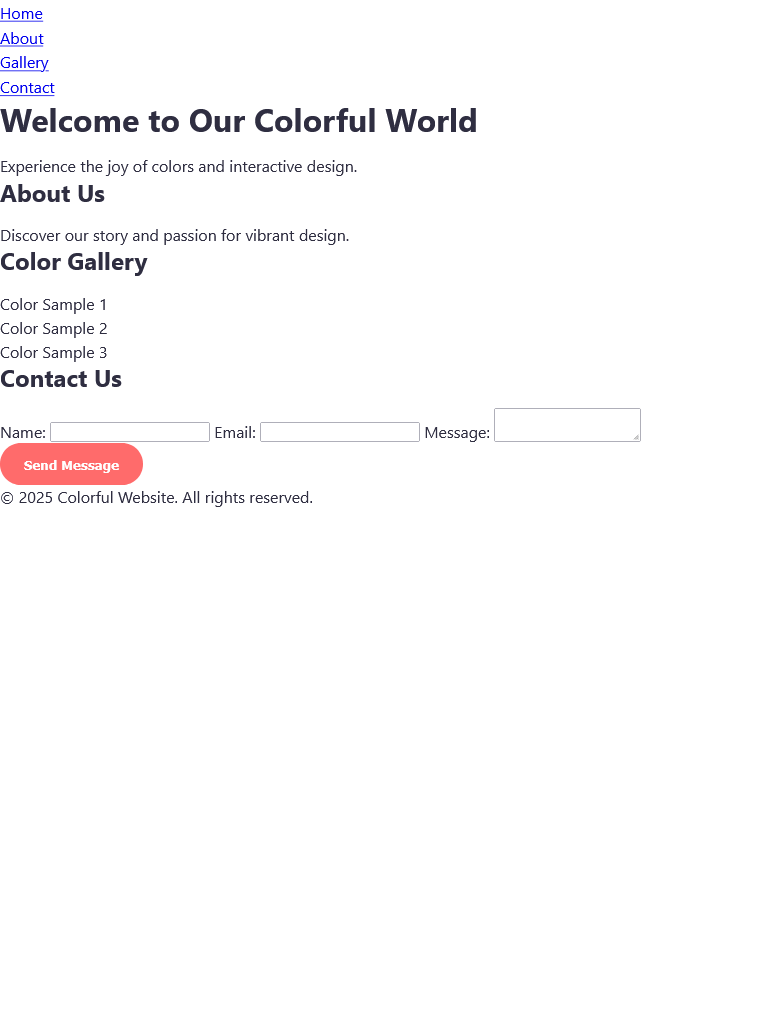 Home
About
Gallery
Contact
Welcome to Our Colorful World
Experience the joy of colors and interactive design.
About Us
Discover our story and passion for vibrant design.
Color Gallery
Color Sample 1
Color Sample 2
Color Sample 3
Contact Us
Name: Email: Message:
Send Message
© 2025 Colorful Website. All rights reserved.